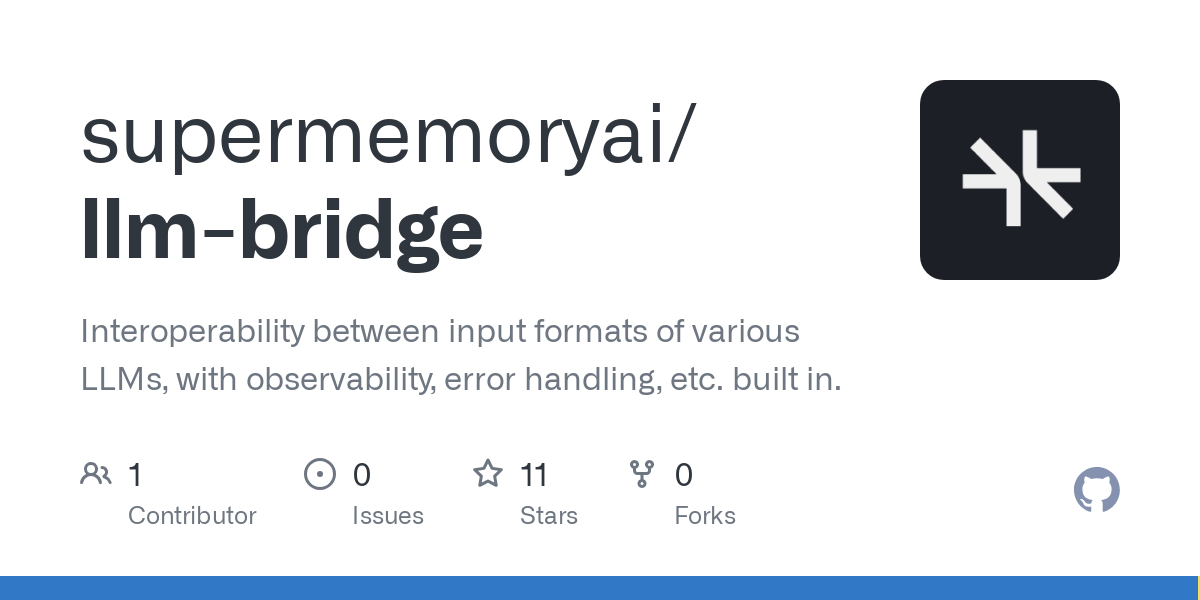 supermemoryai/
llm-bridge
Interoperability between input formats of various
LLMs, with observability, error handling, etc. built in.
1 0 11 0
Contributor Issues Stars Forks